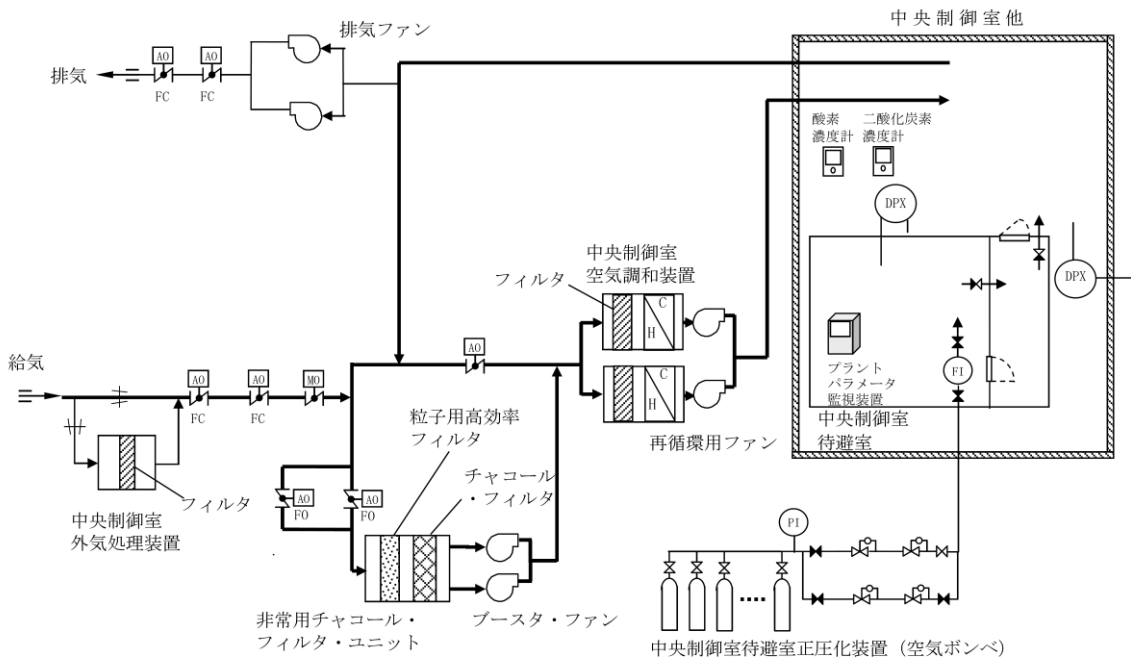 中央制御室他
排気ファン
AO
AO
排気
FC
FC
酸素
濃度計
二酸化炭素
濃度計
DPX
DPX
中央制御室
空気調和装置
フィルタ
C
H
C
H
再循環用ファン
AO
給気
AO
AO
MO
FC
FC
フィルタ
中央制御室
外気処理装置
粒子用高効率
フィルタ
チャコール
・フィルタ
AO
FO
AO
FO
非常用チャコール・
フィルタ・ユニット
ブースタ・ファン
プラント
パラメータ
監視装置
FI
中央制御室
待避室
PI
中央制御室待避室正圧化装置（空気ボンベ）